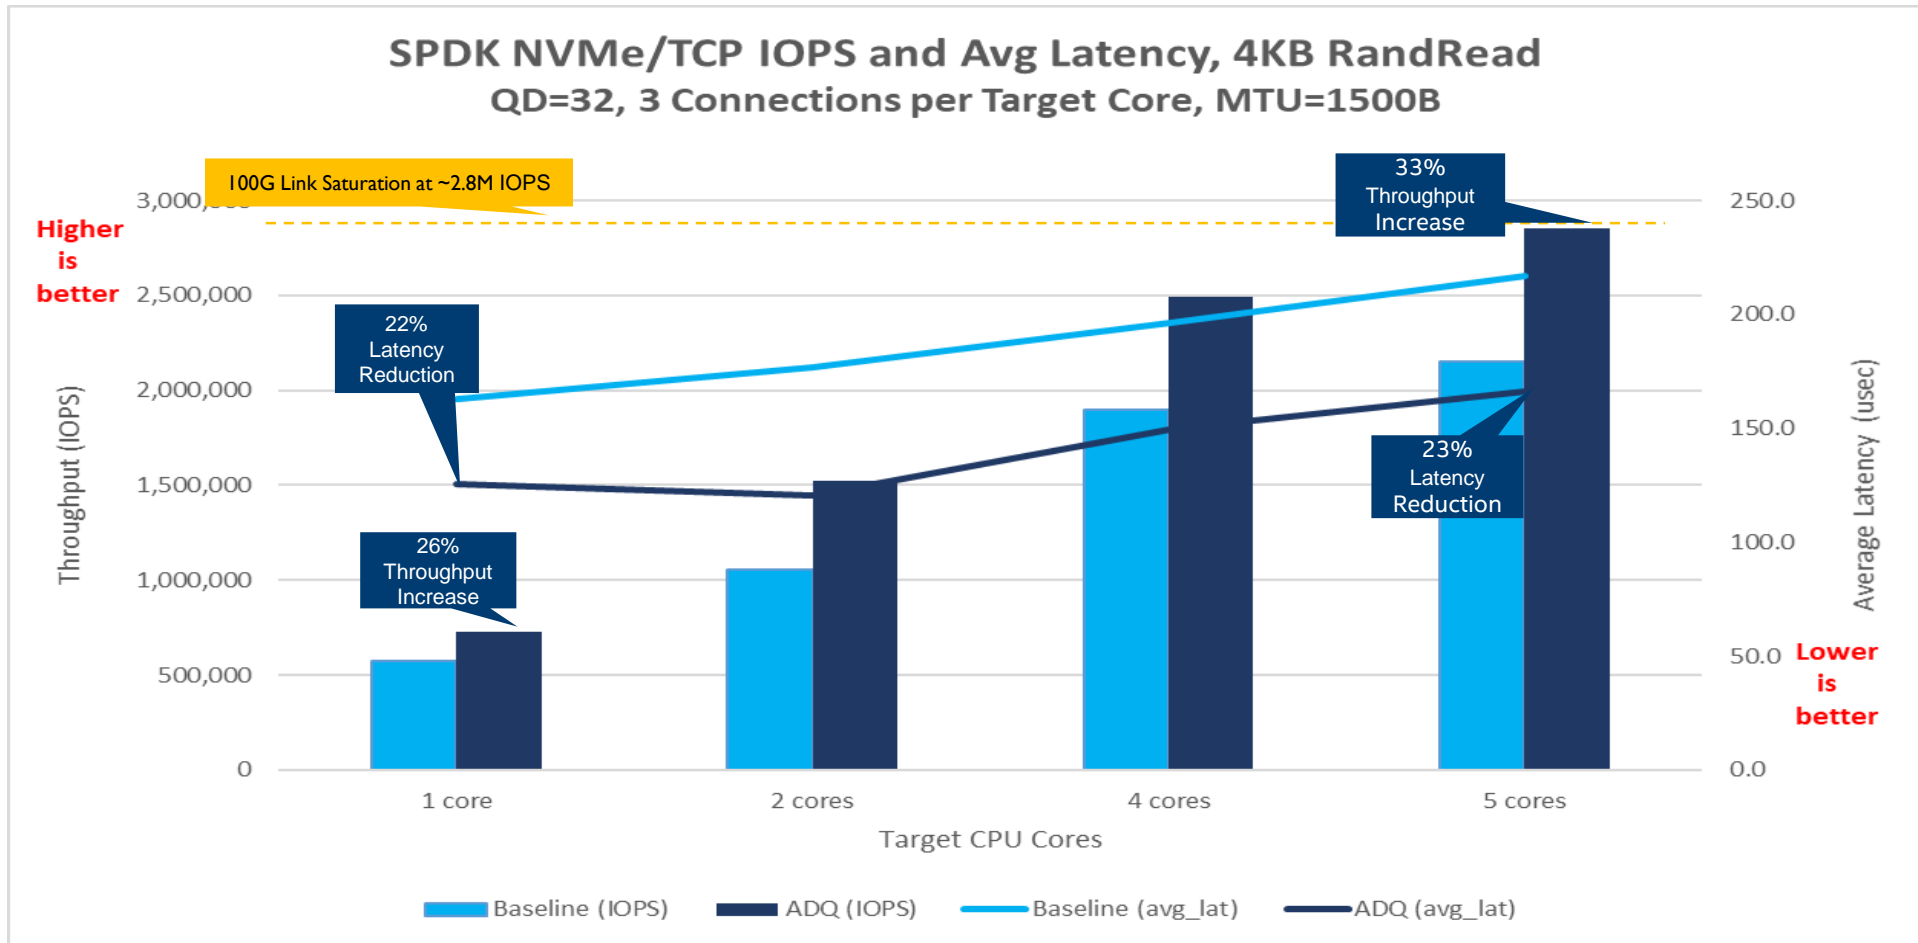 SPDK NVMe/TCP IOPS and Avg Latency, 4KB RandRead
QD=32, 3 Connections per Target Core, MTU=1500B
100G Link Saturation at ~2.8M IOPS
33%
Throughput
Increase
Higher
is
better
22%
Latency
Reduction
26%
Throughput
Increase
23%
Latency
Reduction
Lower
is
better
Throughput (IOPS)
2,500,000
2,000,000
1,500,000
1,000,000
500,000
0
250.0
200.0
150.0
100.0
50.0
0.0
Average Latency (usec)
1 core
2 cores
4 cores
5 cores
Target CPU Cores
Baseline (IOPS)
ADQ (IOPS)
Baseline (avg_lat)
ADQ (avg_lat)